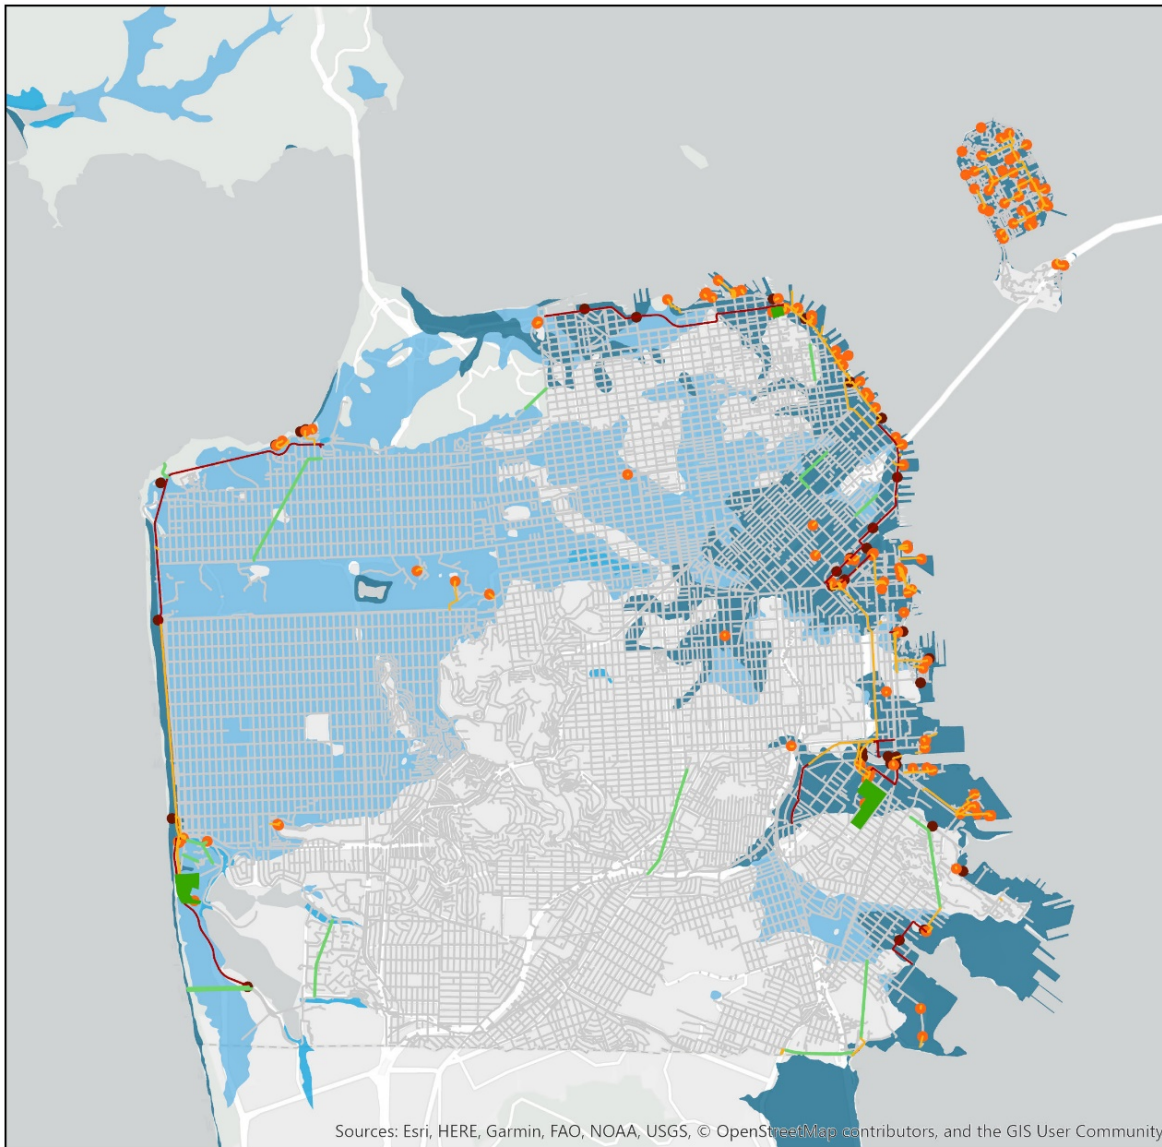 Sources: Esri, HERE, Garmin, FAO, NOAA, USGS, © OpenStreetMap contributors, and the GIS User Community